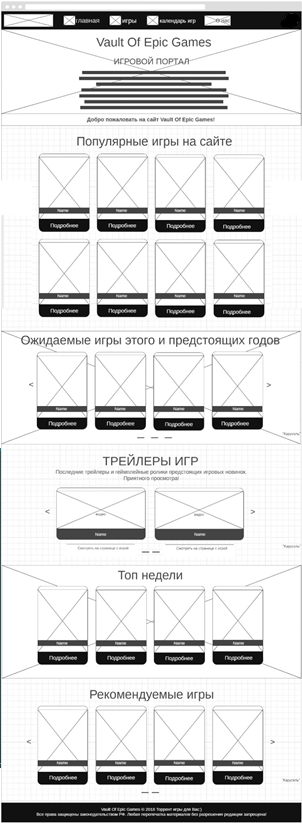 главная игры календарь игр
Vault Of Epic Games
ИГРОВОЙ ПОРТАЛ
Добро пожаловать на сайт Vault Of Epic Games!
Популярные игры на сайте
Name Name Name Name
Подробнее Подробнее Подробнее Подробнее
Name Name Name Name
Подробнее Подробнее Подробнее Подробнее
Ожидаемые игры этого и предстоящих годов
< >
Name Name Name Name
Подробнее Подробнее Подробнее Подробнее
"Карусель"
ТРЕЙЛЕРЫ ИГР
Последние трейлеры и геймплейные ролики предстоящих игровых новинок.
Приятного просмотра!
< >
видео видео
Name Name
Смотреть на странице с игрой Смотреть на странице с игрой
"Карусель"
Топ недели
Name Name Name Name
Подробнее Подробнее Подробнее Подробнее
Рекомендуемые игры
< >
Name Name Name Name
Подробнее Подробнее Подробнее Подробнее
"Карусель"
Vault Of Epic Games © 2018 Торрент игры для Вас:)
Все права защищены законодательством РФ. Любая перепечатка материалов без разрешения редакции запрещена!